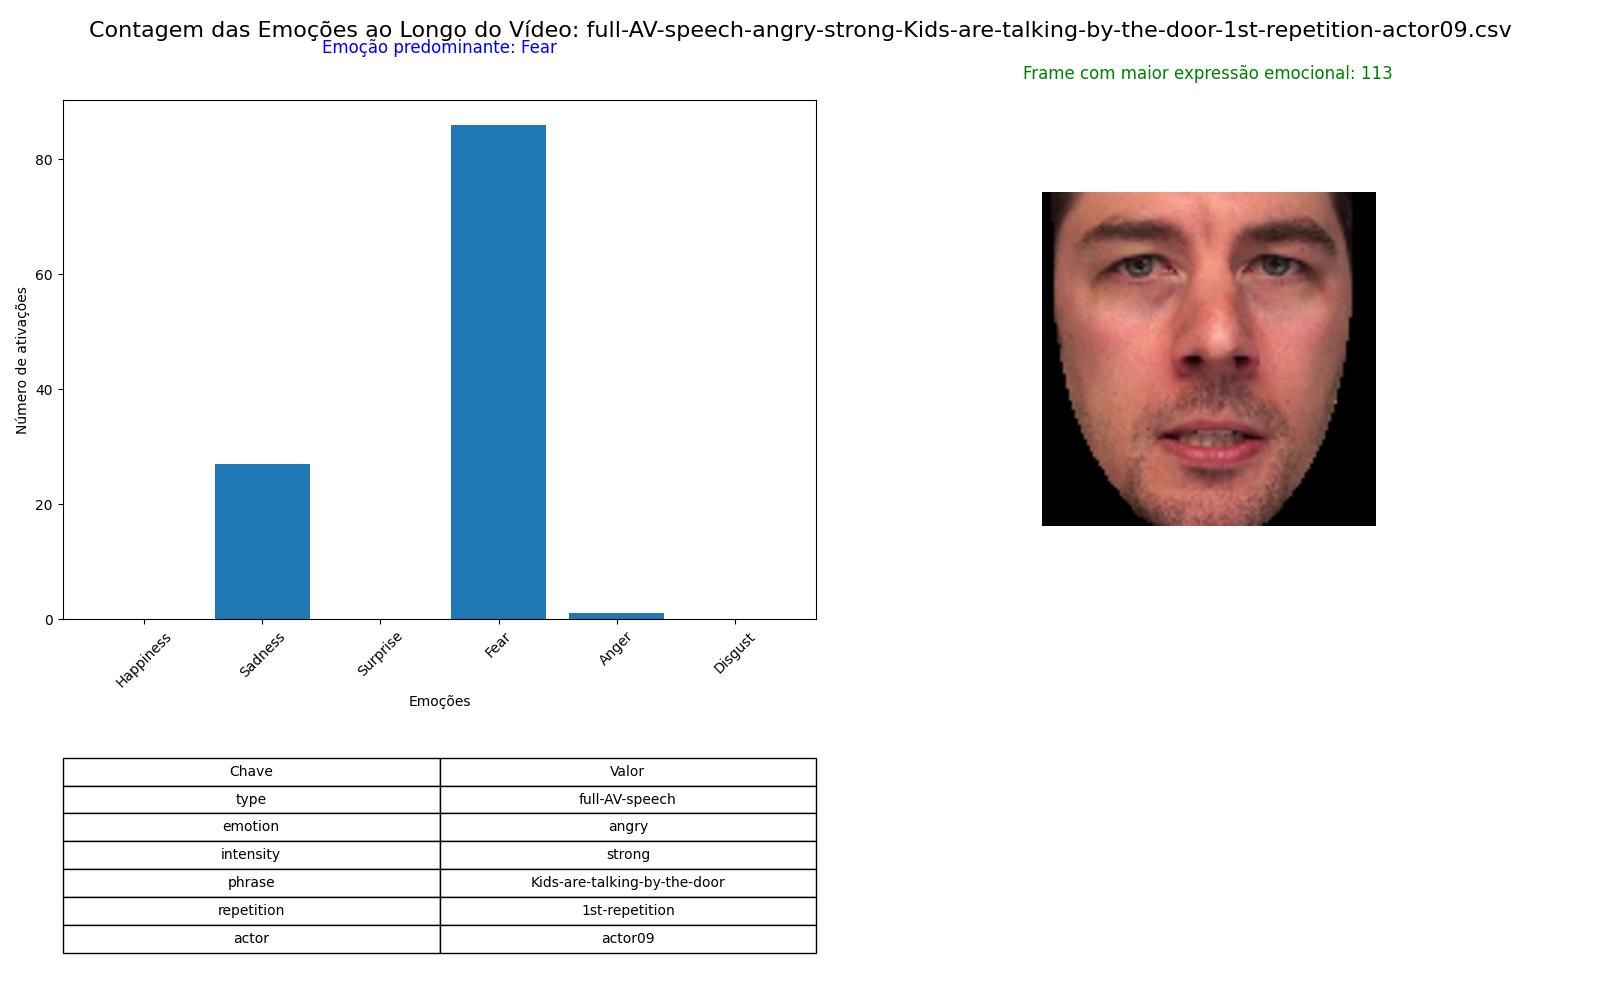 Contagem das Emoções ao Longo do Vídeo: full-AV-speech-angry-strong-Kids-are-talking-by-the-door-1st-repetition-actor09.csv
Emoção predominante: Fear
Frame com maior expressão emocional: 113
Número de ativações
80
60
40
20
0
Happiness
Sadness
Surprise
Fear
Anger
Disgust
Emoções
Chave Valor
type full-AV-speech
emotion angry
intensity strong
phrase Kids-are-talking-by-the-door
repetition 1st-repetition
actor actor09